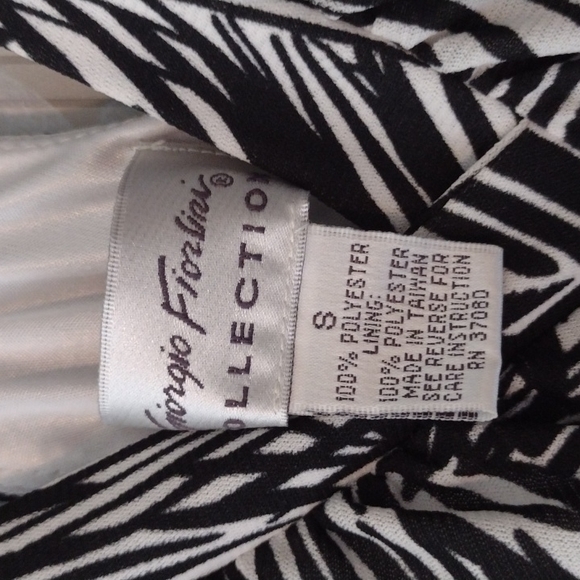 Giorgio Fiorlini®
COLLECTION
S
100% POLYESTER
LINING:
100% POLYESTER
MADE IN TAIWAN
SEE REVERSE FOR
CARE INSTRUCTION
RN 37080